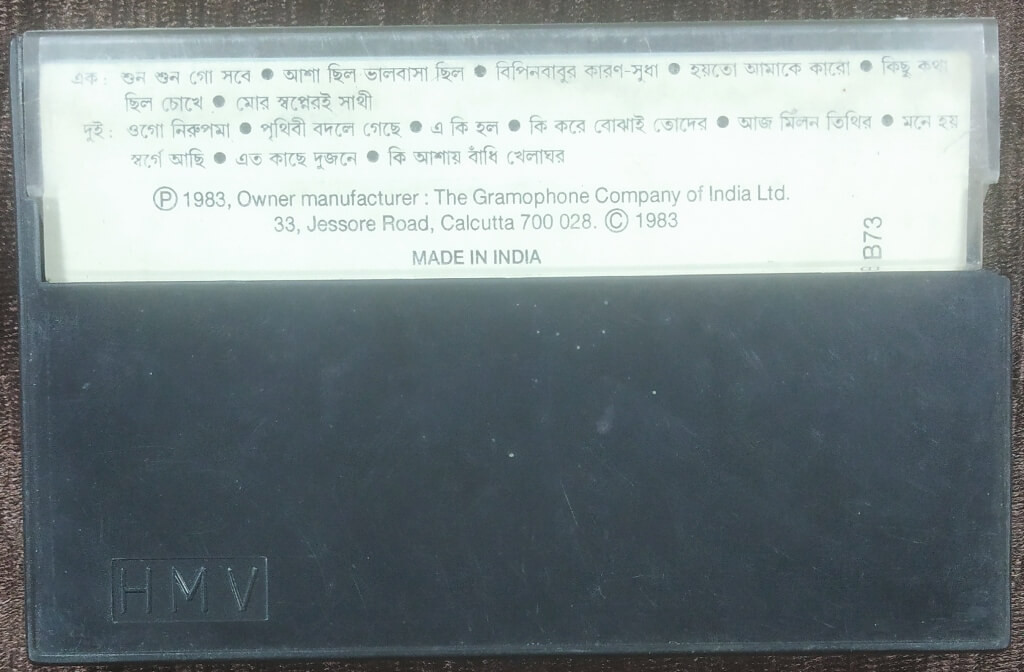 এক : শুন শুন গো সবে ● আশা ছিল ভালবাসা ছিল ● বিপিনবাবুর কারণ-সুধা ● হয়তো আমাকে কারো ● কিছু কথা
ছিল চোখে ● মোর স্বপ্নেরই সাথী
দুই : ওগো নিরুপমা ● পৃথিবী বদলে গেছে ● এ কি হল ● কি করে বোঝাই তোদের ● আজ মিলন তিথির ● মনে হয়
স্বর্গে আছি ● এত কাছে দুজনে ● কি আশায় বাঁধি খেলাঘর
Ⓟ 1983, Owner manufacturer : The Gramophone Company of India Ltd.
33, Jessore Road, Calcutta 700 028. © 1983
MADE IN INDIA
B73
HMV